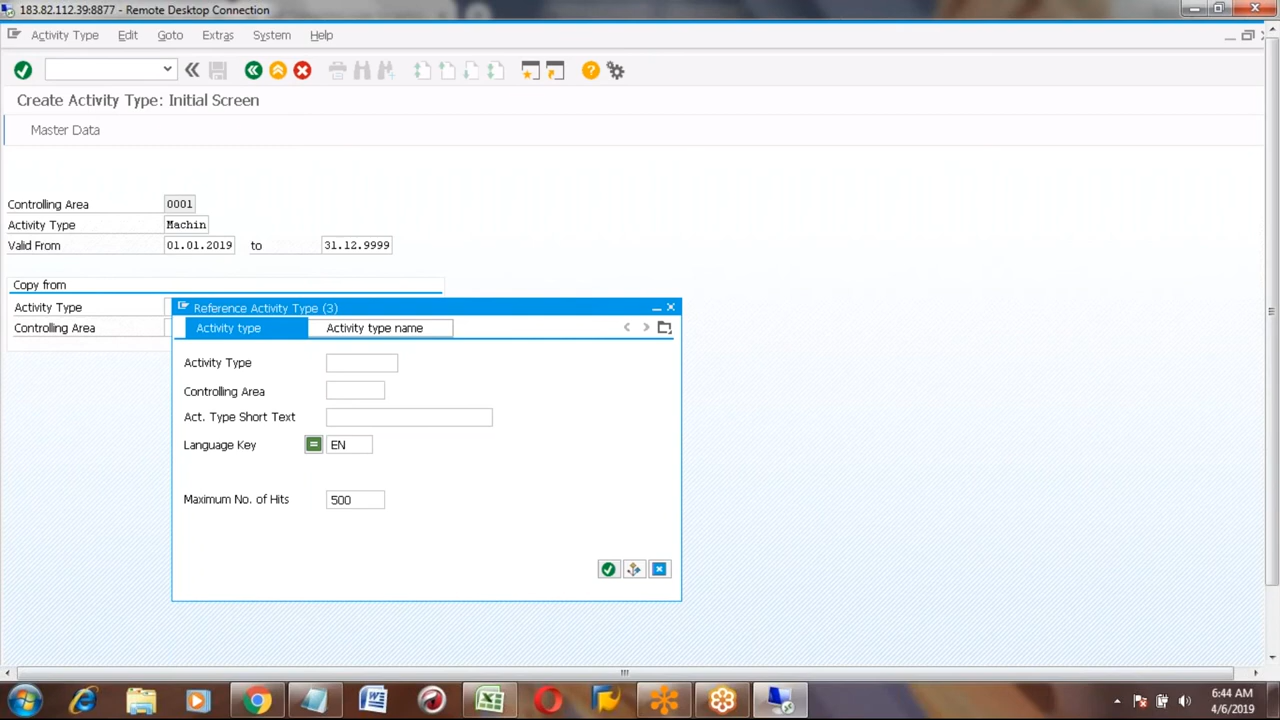 183.82.112.39:8877 - Remote Desktop Connection
Activity Type Edit Goto Extras System Help
Create Activity Type: Initial Screen
Master Data
Controlling Area 0001
Activity Type Machin
Valid From 01.01.2019 to 31.12.9999
Copy from
Activity Type
Controlling Area
Reference Activity Type (3)
Activity type Activity type name
Activity Type
Controlling Area
Act. Type Short Text
Language Key = EN
Maximum No. of Hits 500
6:44 AM
4/6/2019